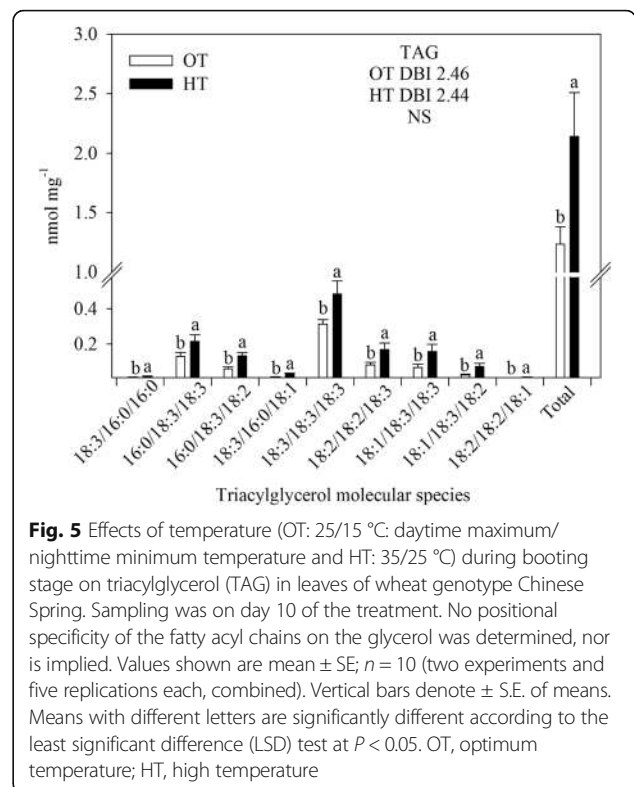 3.0
2.5
2.0
1.5
1.0
0.4
0.2
nmol mg⁻¹
OT
HT
TAG
OT DBI 2.46
HT DBI 2.44
NS
b a
b a
b a
b a
b a
b a
b a
b a
b a
b a
18:3/16:0/16:0
16:0/18:3/18:3
16:0/18:3/18:2
18:3/16:0/18:1
18:3/18:3/18:3
18:2/18:2/18:3
18:1/18:3/18:3
18:1/18:3/18:2
18:2/18:2/18:1
Total
Triacylglycerol molecular species
Fig. 5 Effects of temperature (OT: 25/15 °C: daytime maximum/
nighttime minimum temperature and HT: 35/25 °C) during booting
stage on triacylglycerol (TAG) in leaves of wheat genotype Chinese
Spring. Sampling was on day 10 of the treatment. No positional
specificity of the fatty acyl chains on the glycerol was determined, nor
is implied. Values shown are mean ± SE; n = 10 (two experiments and
five replications each, combined). Vertical bars denote ± S.E. of means.
Means with different letters are significantly different according to the
least significant difference (LSD) test at P < 0.05. OT, optimum
temperature; HT, high temperature